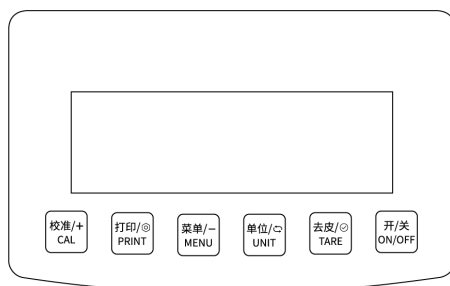 校准/+
CAL
打印/◎
PRINT
菜单/−
MENU
单位/⮌
UNIT
去皮/✓
TARE
开/关
ON/OFF